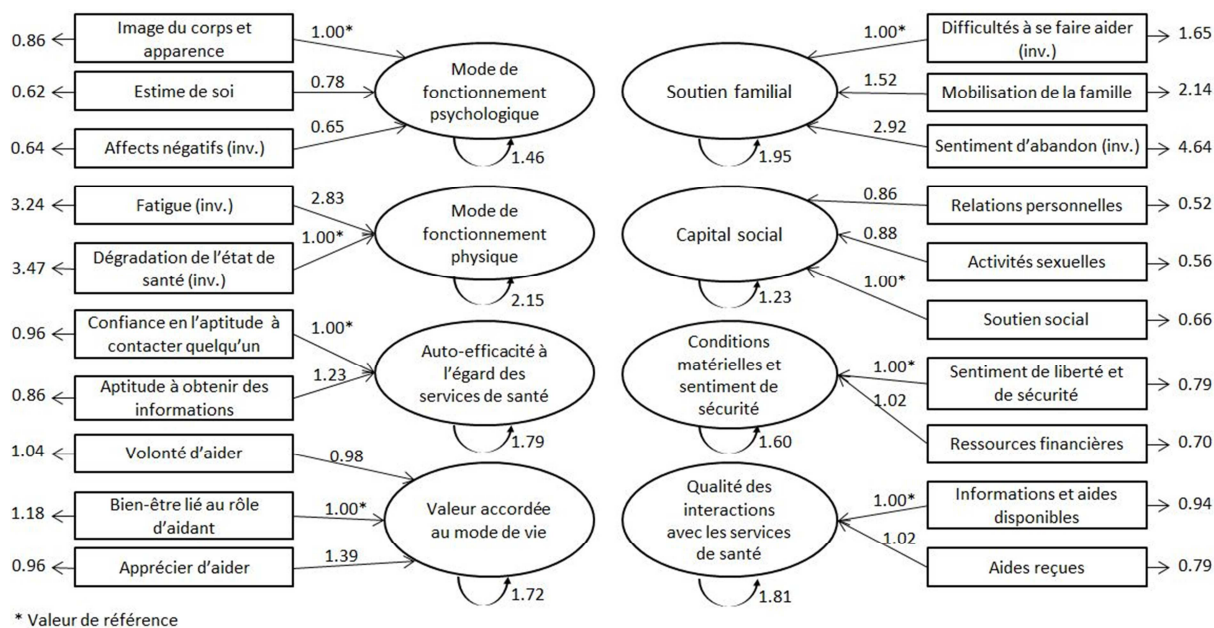 0.86
Image du corps et
apparence
1.00*
0.62
Estime de soi
0.78
0.64
Affects négatifs (inv.)
0.65
Mode de
fonctionnement
psychologique
1.46
3.24
Fatigue (inv.)
2.83
3.47
Dégradation de l'état de
santé (inv.)
1.00*
Mode de
fonctionnement
physique
2.15
0.96
Confiance en l'aptitude à
contacter quelqu'un
1.00*
0.86
Aptitude à obtenir des
informations
1.23
Auto-efficacité à
l'égard des
services de santé
1.79
1.04
Volonté d'aider
0.98
1.18
Bien-être lié au rôle
d'aidant
1.00*
0.96
Apprécier d'aider
1.39
Valeur accordée
au mode de vie
1.72
Soutien familial
1.95
1.00*
Difficultés à se faire aider
(inv.)
1.65
1.52
Mobilisation de la famille
2.14
2.92
Sentiment d'abandon (inv.)
4.64
Capital social
1.23
0.86
Relations personnelles
0.52
0.88
Activités sexuelles
0.56
1.00*
Soutien social
0.66
Conditions
matérielles et
sentiment de
sécurité
1.60
1.00*
Sentiment de liberté et
de sécurité
0.79
1.02
Ressources financières
0.70
Qualité des
interactions
avec les services
de santé
1.81
1.00*
Informations et aides
disponibles
0.94
1.02
Aides reçues
0.79
* Valeur de référence